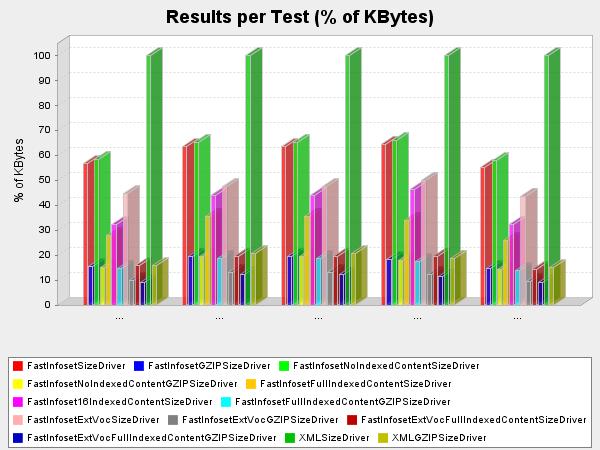 Results per Test (% of KBytes)
% of KBytes
100
90
80
70
60
50
40
30
20
10
0
... ... ... ... ...
FastInfosetSizeDriver FastInfosetGZIPSizeDriver FastInfosetNoIndexedContentSizeDriver
FastInfosetNoIndexedContentGZIPSizeDriver FastInfosetFullIndexedContentSizeDriver
FastInfoset16IndexedContentSizeDriver FastInfosetFullIndexedContentGZIPSizeDriver
FastInfosetExtVocSizeDriver FastInfosetExtVocGZIPSizeDriver FastInfosetExtVocFullIndexedContentSizeDriver
FastInfosetExtVocFullIndexedContentGZIPSizeDriver XMLSizeDriver XMLGZIPSizeDriver